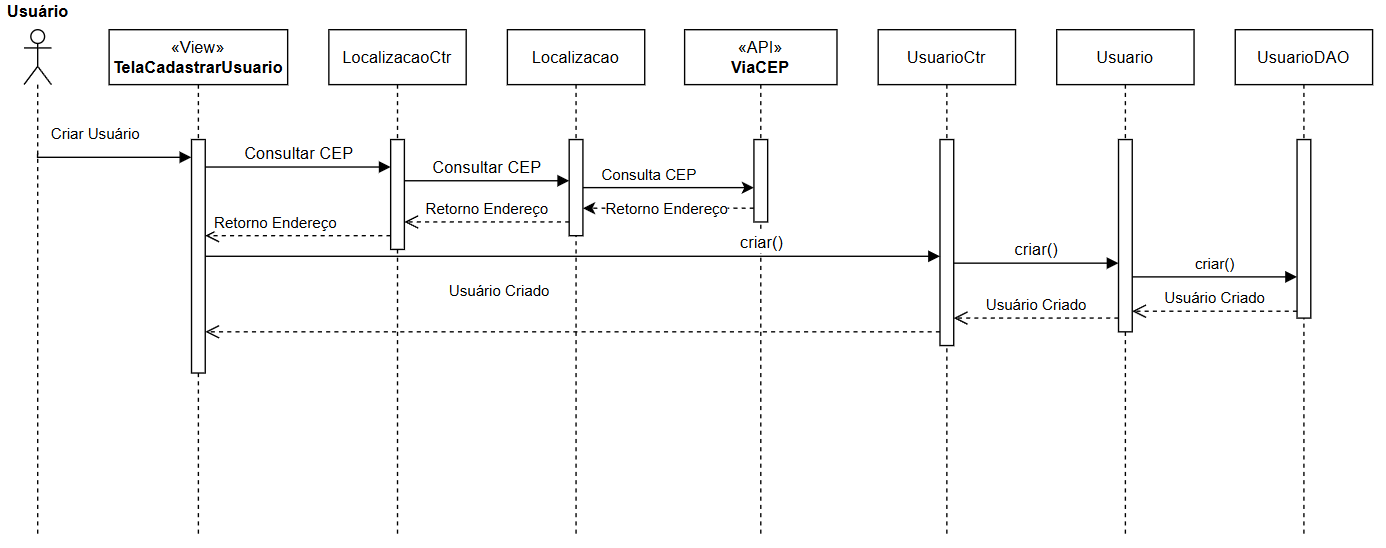 Usuário
«View»
TelaCadastrarUsuario
LocalizacaoCtr
Localizacao
«API»
ViaCEP
UsuarioCtr
Usuario
UsuarioDAO
Criar Usuário
Consultar CEP
Consultar CEP
Consulta CEP
Retorno Endereço
Retorno Endereço
Retorno Endereço
criar()
criar()
criar()
Usuário Criado
Usuário Criado
Usuário Criado